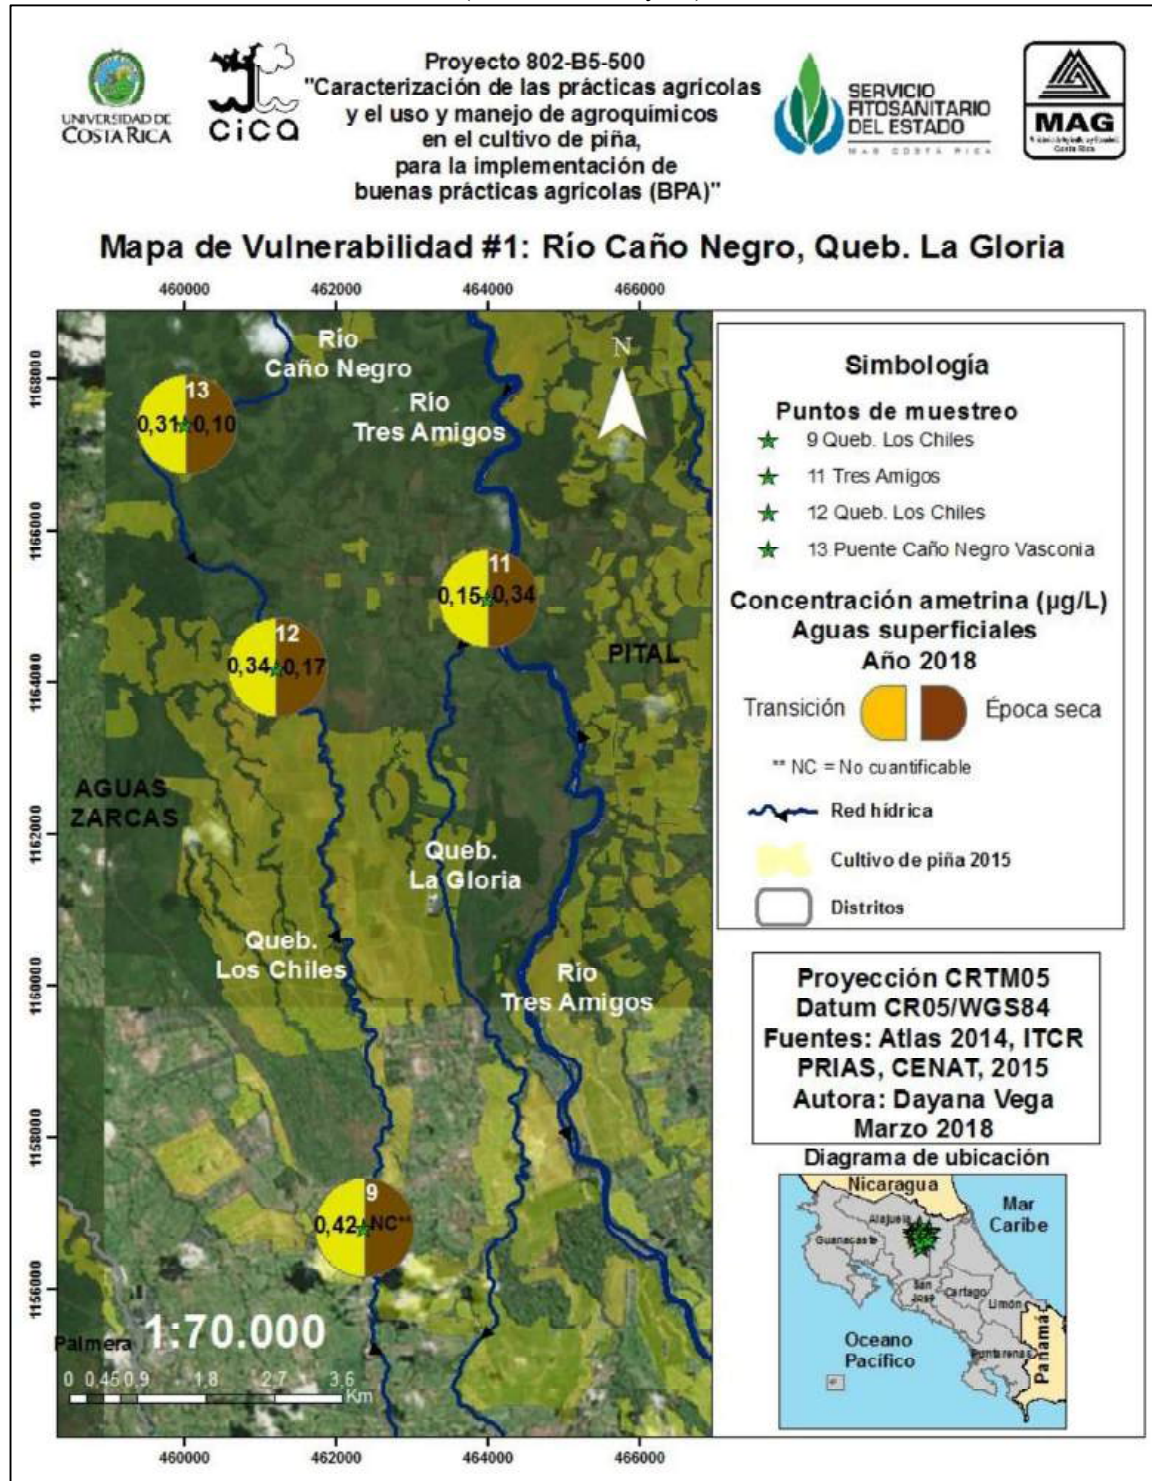 UNIVERSIDAD DE
COSTA RICA
cica
Proyecto 802-B5-500
"Caracterización de las prácticas agrícolas
y el uso y manejo de agroquímicos
en el cultivo de piña,
para la implementación de
buenas prácticas agrícolas (BPA)"
SERVICIO
FITOSANITARIO
DEL ESTADO
MAG COSTA RICA
MAG
Costa Rica
Mapa de Vulnerabilidad #1: Río Caño Negro, Queb. La Gloria
460000 462000 464000 466000
1168000
1166000
1164000
1162000
1160000
1158000
1156000
Río
Caño Negro
N
13
0,31 0,10
Río
Tres Amigos
11
0,15 0,34
12
0,34 0,17
PITAL
AGUAS
ZARCAS
Queb.
La Gloria
Queb.
Los Chiles
Río
Tres Amigos
9
0,42 NC**
Palmera
1:70.000
0 0,45 0,9 1,8 2,7 3,6
Km
460000 462000 464000 466000
Simbología
Puntos de muestreo
9 Queb. Los Chiles
11 Tres Amigos
12 Queb. Los Chiles
13 Puente Caño Negro Vasconia
Concentración ametrina (µg/L)
Aguas superficiales
Año 2018
Transición Época seca
** NC = No cuantificable
Red hídrica
Cultivo de piña 2015
Distritos
Proyección CRTM05
Datum CR05/WGS84
Fuentes: Atlas 2014, ITCR
PRIAS, CENAT, 2015
Autora: Dayana Vega
Marzo 2018
Diagrama de ubicación
Nicaragua
Mar
Caribe
Alajuela
Guanacaste
San
José
Cartago
Limón
Oceano
Pacífico
Puntarenas
Panamá